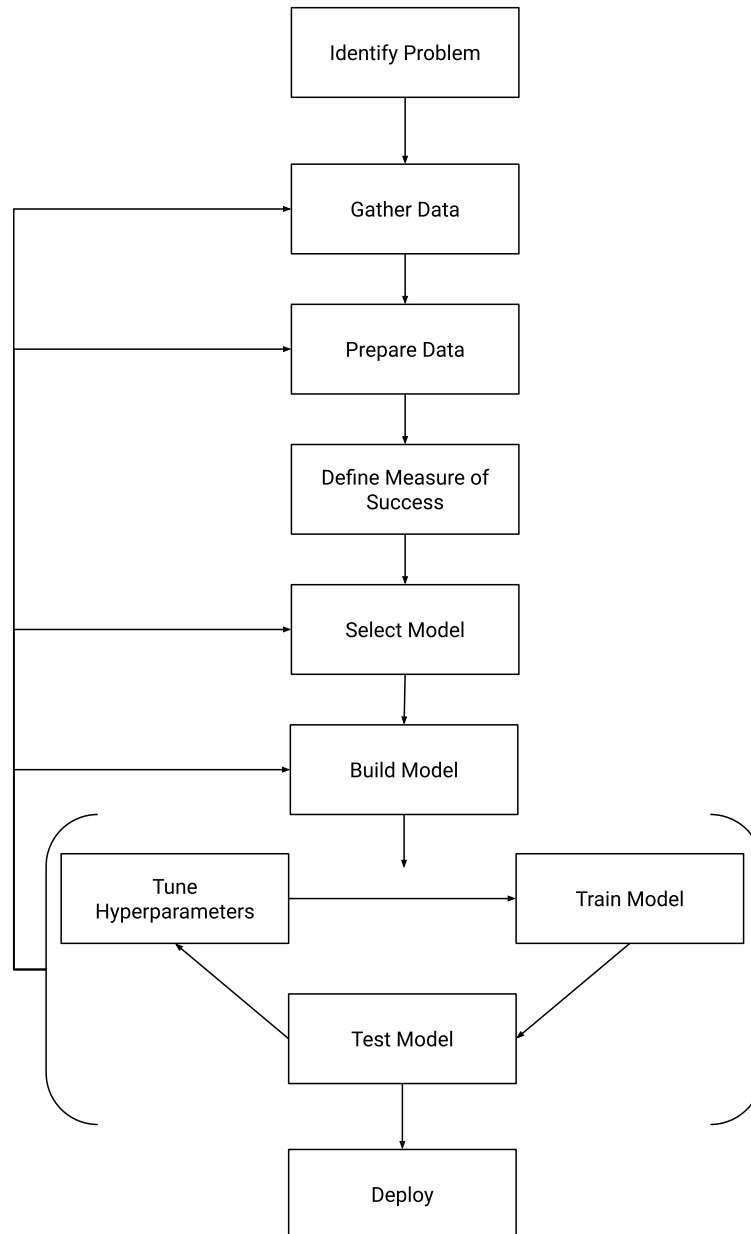 Identify Problem
Gather Data
Prepare Data
Define Measure of
Success
Select Model
Build Model
Tune
Hyperparameters
Train Model
Test Model
Deploy